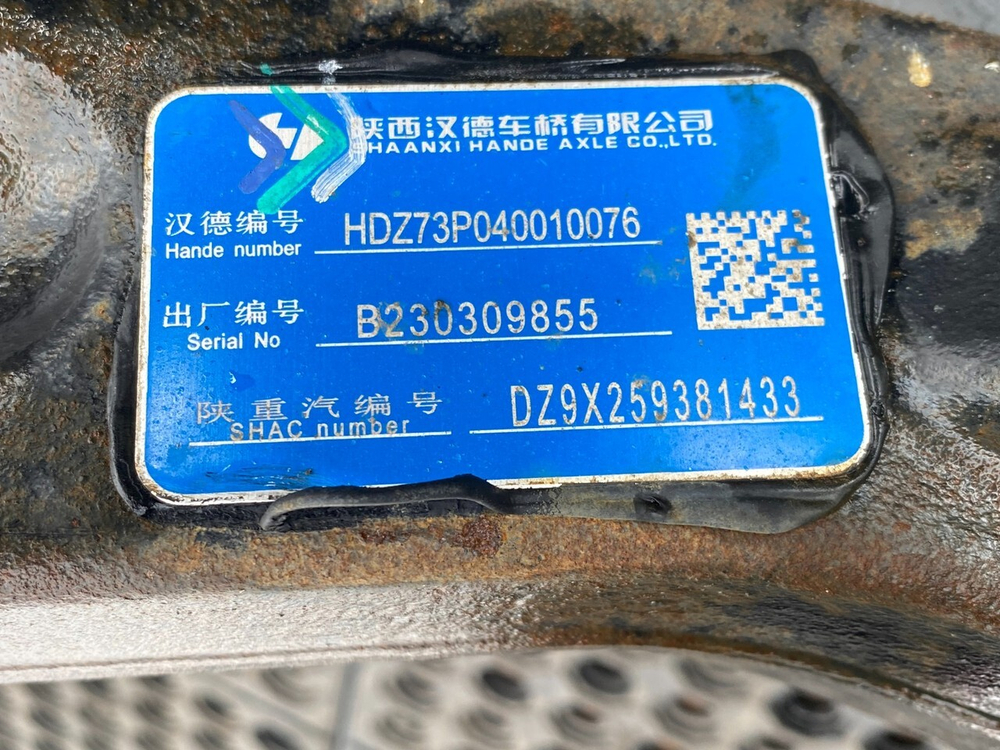 陕西汉德车桥有限公司
SHAANXI HANDE AXLE CO.,LTD.
汉德编号 HDZ73P040010076
Hande number
出厂编号 B230309855
Serial No
陕重汽编号 DZ9X259381433
SHAC number